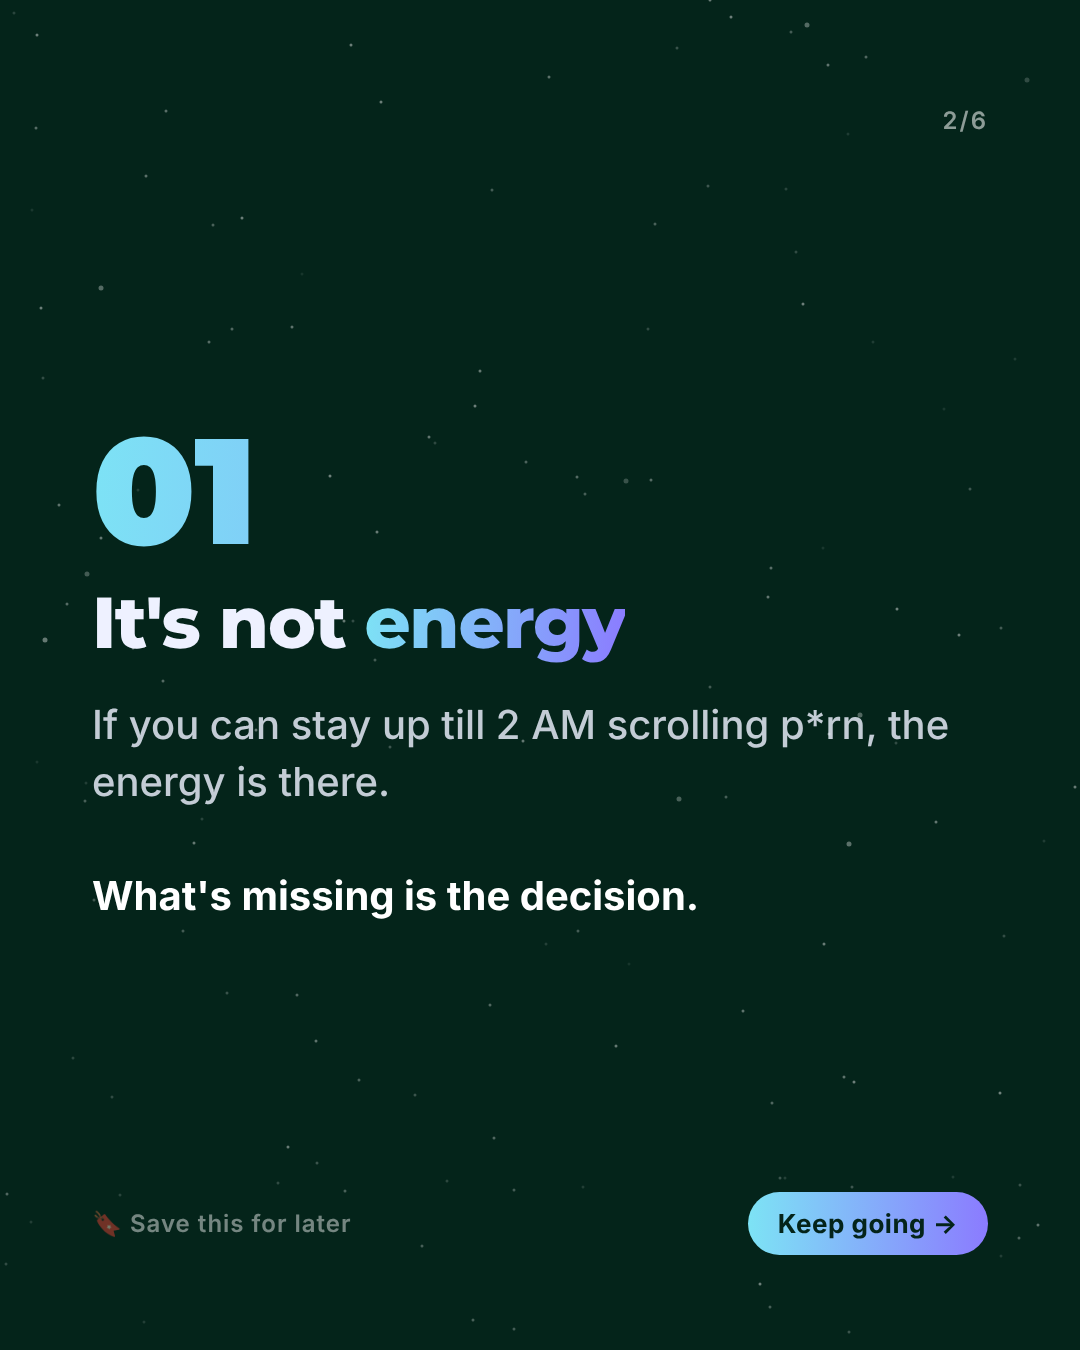 2/6
01
It's not energy
If you can stay up till 2 AM scrolling p*rn, the
energy is there.
What's missing is the decision.
🔖 Save this for later
Keep going →